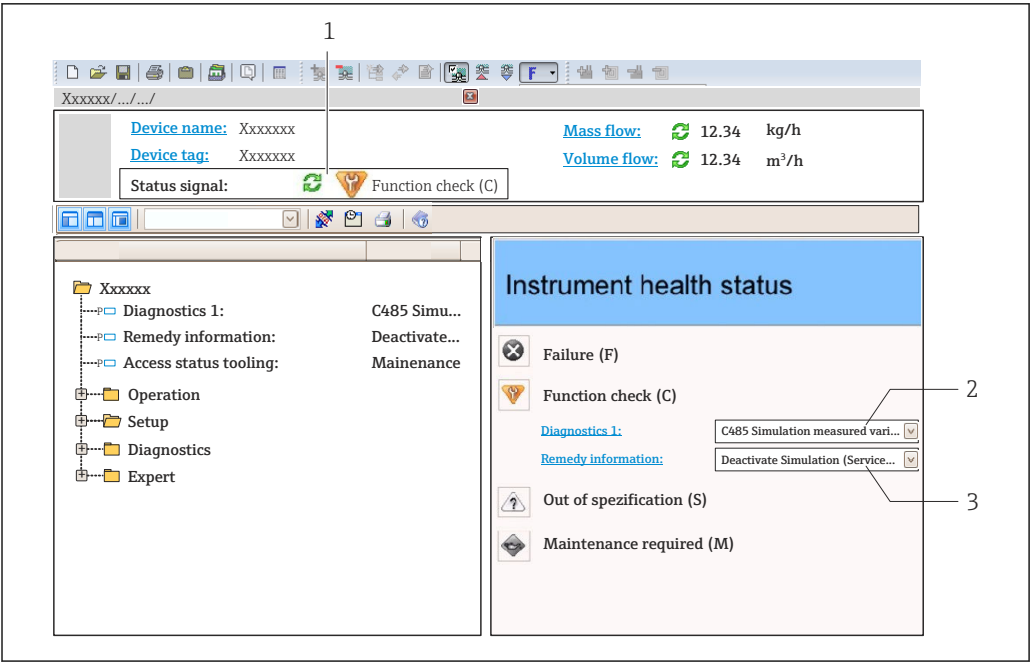 1
F
Xxxxxx/.../.../
Device name: Xxxxxxx
Mass flow: 12.34 kg/h
Device tag: Xxxxxxx
Volume flow: 12.34 m³/h
Status signal: Function check (C)
Xxxxxx
Diagnostics 1: C485 Simu...
Remedy information: Deactivate...
Access status tooling: Mainenance
Operation
Setup
Diagnostics
Expert
Instrument health status
Failure (F)
Function check (C)
2
Diagnostics 1: C485 Simulation measured vari...
Remedy information: Deactivate Simulation (Service...
3
Out of spezification (S)
Maintenance required (M)